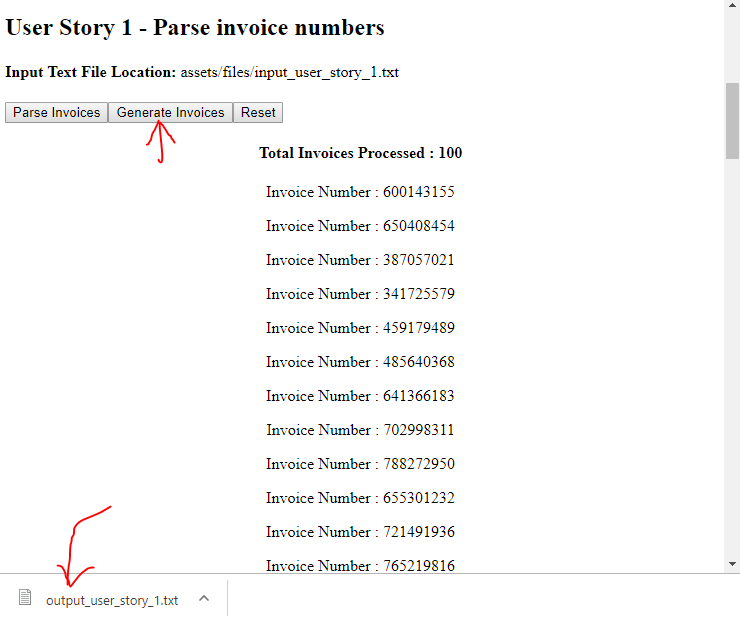 User Story 1 - Parse invoice numbers
Input Text File Location: assets/files/input_user_story_1.txt
Parse Invoices Generate Invoices Reset
Total Invoices Processed : 100
Invoice Number : 600143155
Invoice Number : 650408454
Invoice Number : 387057021
Invoice Number : 341725579
Invoice Number : 459179489
Invoice Number : 485640368
Invoice Number : 641366183
Invoice Number : 702998311
Invoice Number : 788272950
Invoice Number : 655301232
Invoice Number : 721491936
Invoice Number : 765219816
output_user_story_1.txt